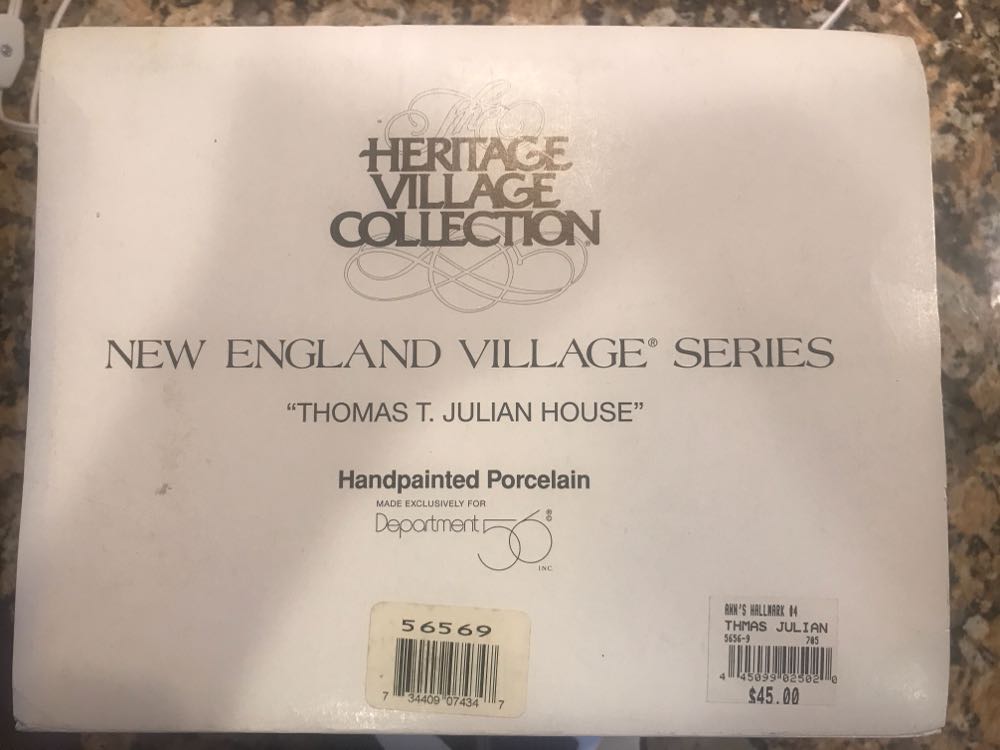 The
HERITAGE
VILLAGE
COLLECTION
NEW ENGLAND VILLAGE® SERIES
“THOMAS T. JULIAN HOUSE”
Handpainted Porcelain
MADE EXCLUSIVELY FOR
Department 56®
INC.
56569
7 34409 07434 7
ANN'S HALLMARK #4
THMAS JULIAN
5656-9 785
4 45099 02502 0
$45.00